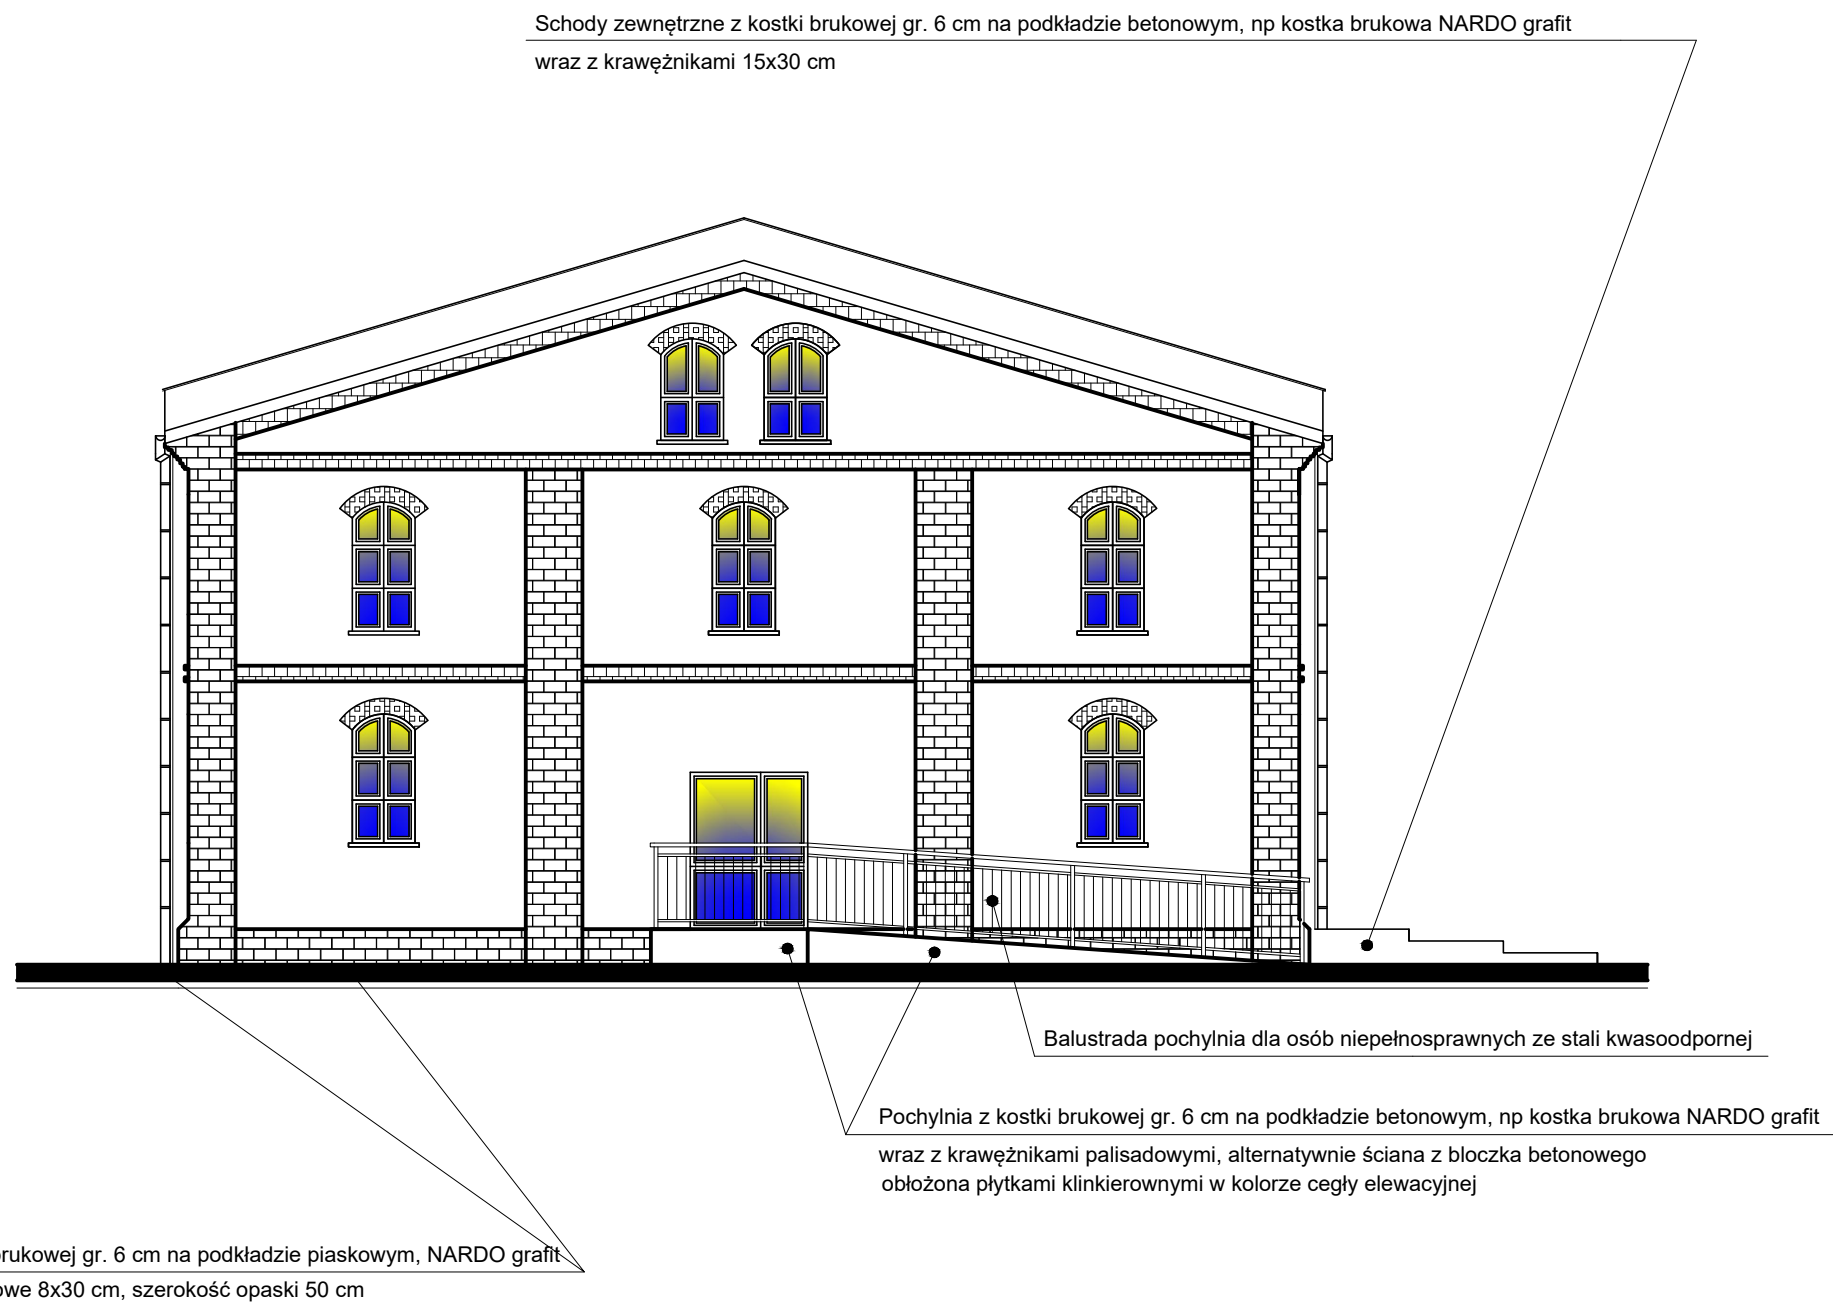 Schody zewnętrzne z kostki brukowej gr. 6 cm na podkładzie betonowym, np kostka brukowa NARDO grafit
wraz z krawężnikami 15x30 cm
Balustrada pochylnia dla osób niepełnosprawnych ze stali kwasoodpornej
Pochylnia z kostki brukowej gr. 6 cm na podkładzie betonowym, np kostka brukowa NARDO grafit
wraz z krawężnikami palisadowymi, alternatywnie ściana z bloczka betonowego
obłożona płytkami klinkierownymi w kolorze cegły elewacyjnej
gr. 6 cm na podkładzie piaskowym, NARDO grafit
8x30 cm, szerokość opaski 50 cm